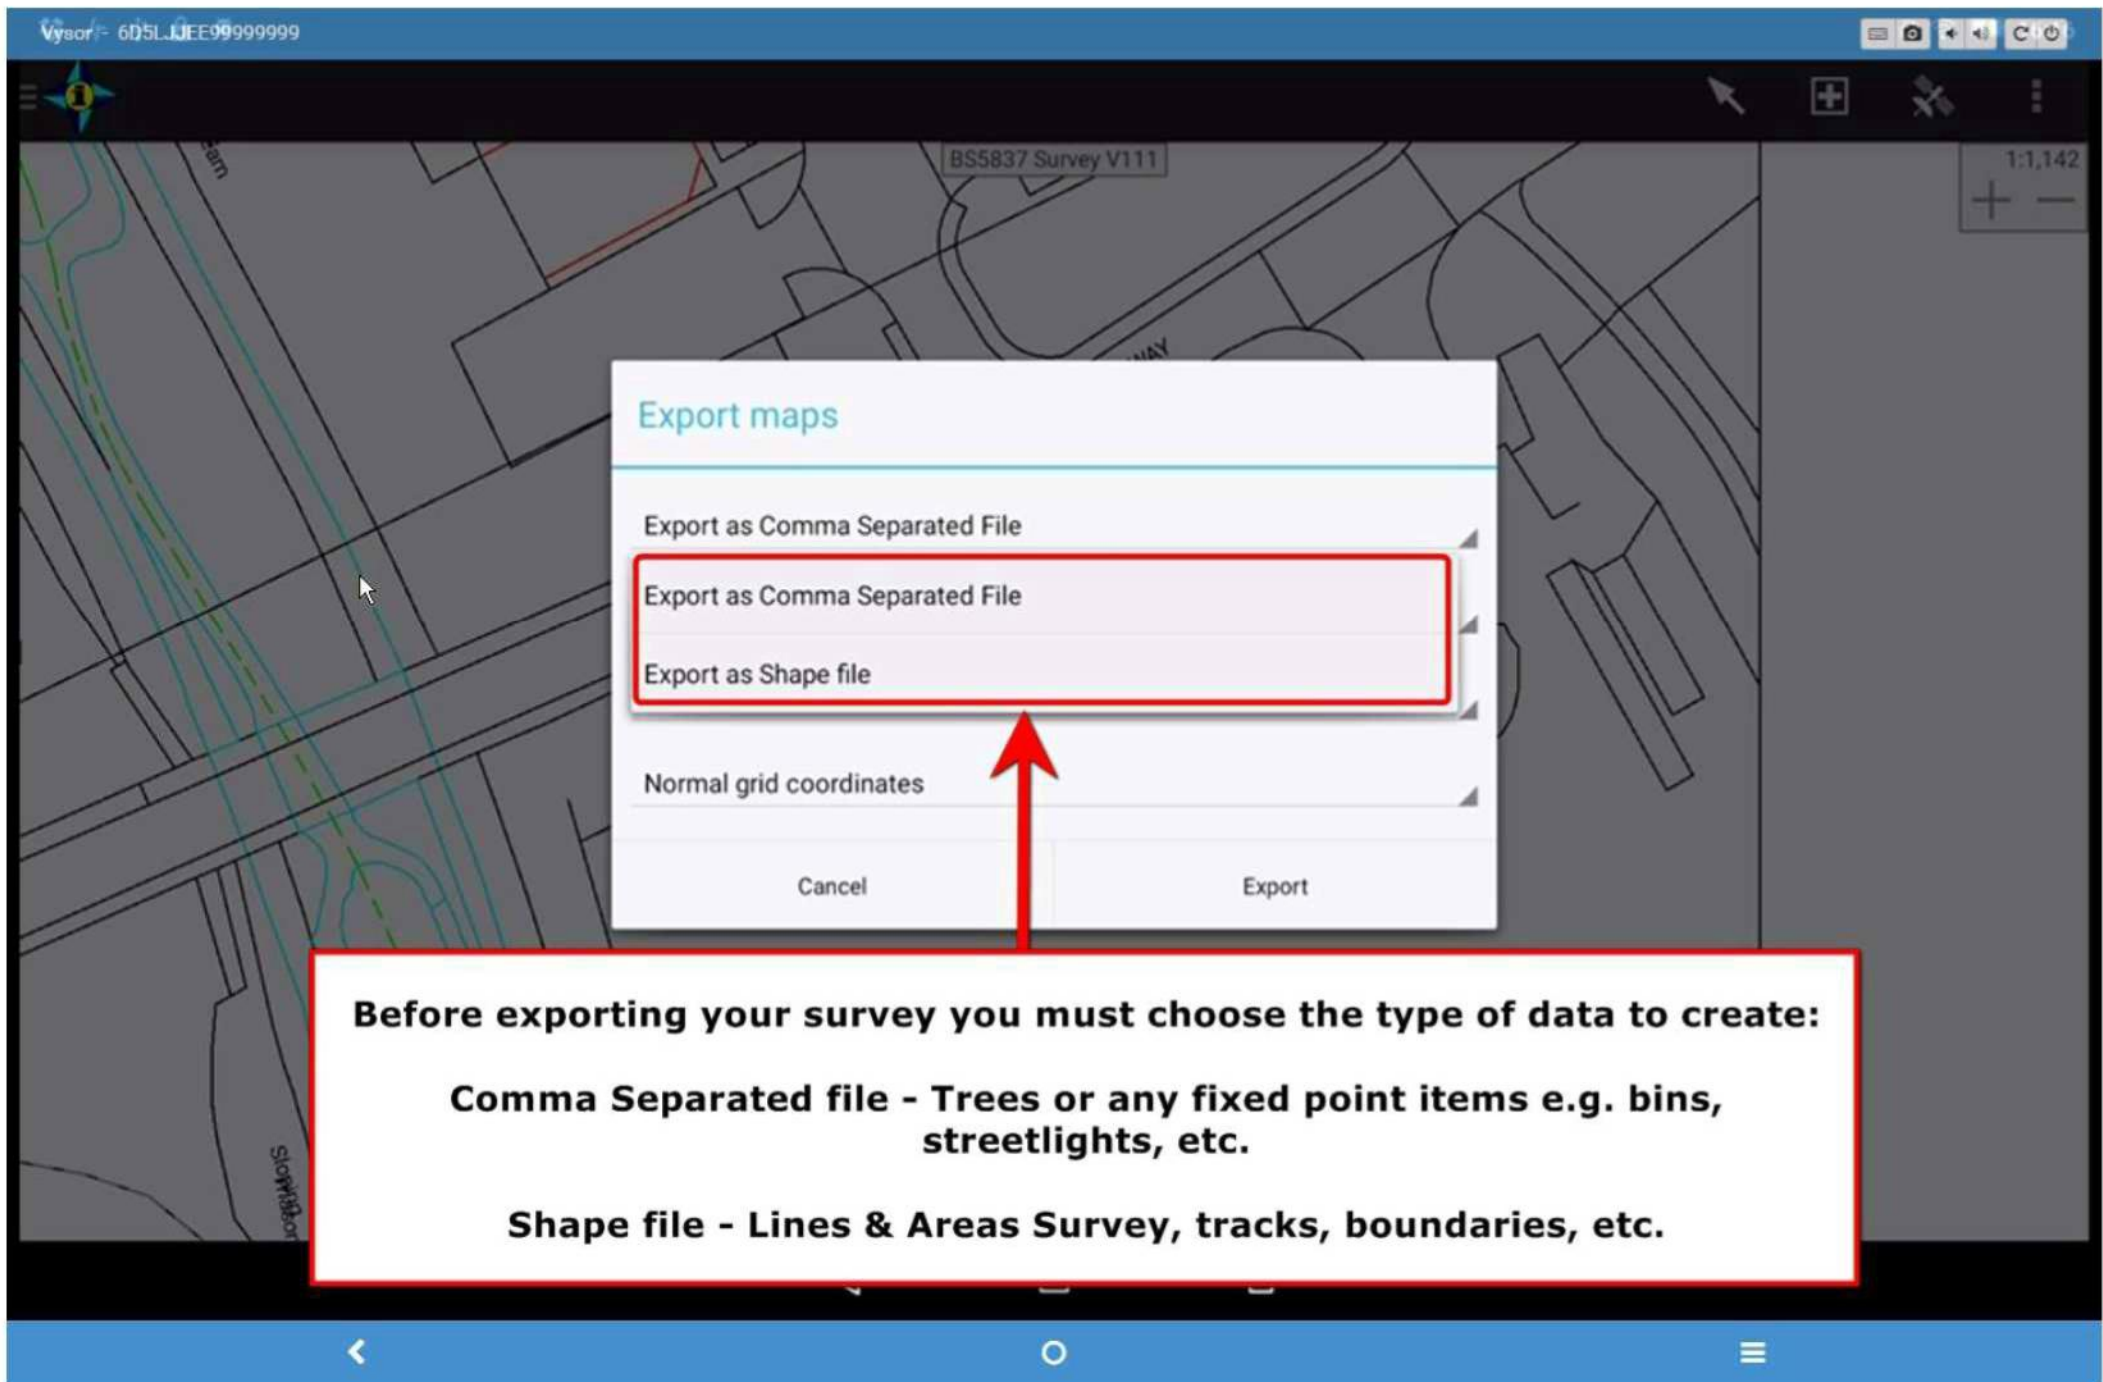 Vysor - 6D5LJJEE99999999
BS5837 Survey V111
1:1,142
WAY
Export maps
Export as Comma Separated File
Export as Comma Separated File
Export as Shape file
Normal grid coordinates
Cancel
Export
Before exporting your survey you must choose the type of data to create:
Comma Separated file - Trees or any fixed point items e.g. bins,
streetlights, etc.
Shape file - Lines & Areas Survey, tracks, boundaries, etc.
Sloping